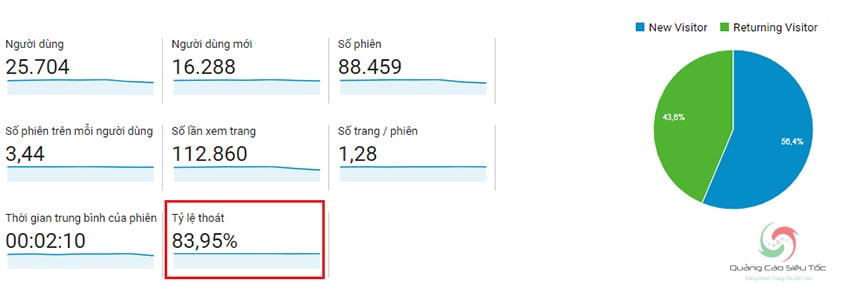 Người dùng
25.704
Người dùng mới
16.288
Số phiên
88.459
Số phiên trên mỗi người dùng
3,44
Số lần xem trang
112.860
Số trang / phiên
1,28
Thời gian trung bình của phiên
00:02:10
Tỷ lệ thoát
83,95%
New Visitor
Returning Visitor
43,6%
56,4%
Quảng Cáo Siêu Tốc